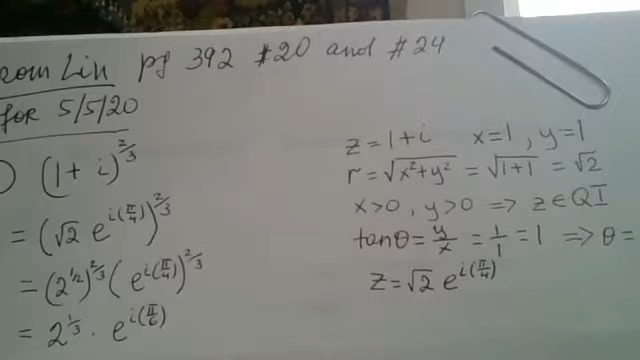 rom Lin pg 392 #20 and #24
for 5/5/20
) (1+i)^{2/3}
= (√2 e^{i(π/4)})^{2/3}
= (2^{1/2})^{2/3} (e^{i(π/4)})^{2/3}
= 2^{1/3} · e^{i(π/6)}
z = 1+i x=1, y=1
r = √x²+y² = √1+1 = √2
x>0, y>0 ⇒ z ∈ QI
tanθ = y/x = 1/1 = 1 ⇒ θ =
z = √2 e^{i(π/4)}